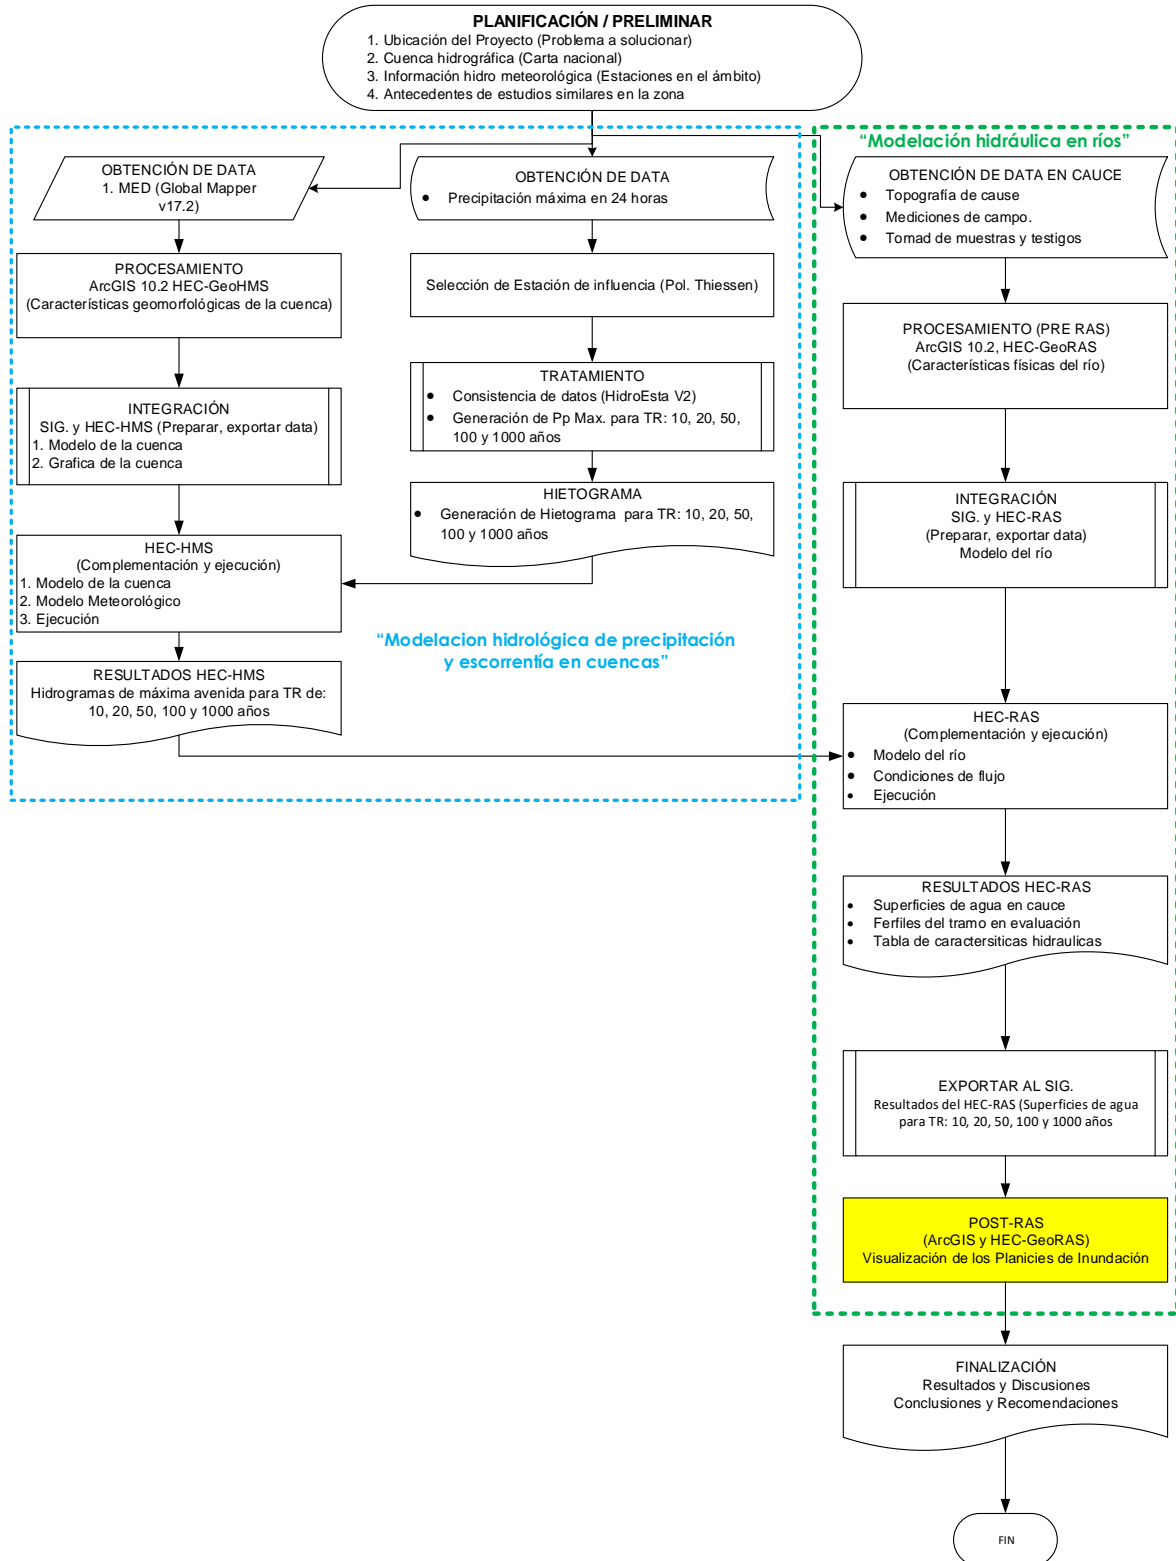 PLANIFICACIÓN / PRELIMINAR
1. Ubicación del Proyecto (Problema a solucionar)
2. Cuenca hidrográfica (Carta nacional)
3. Información hidro meteorológica (Estaciones en el ámbito)
4. Antecedentes de estudios similares en la zona
OBTENCIÓN DE DATA
1. MED (Global Mapper
v17.2)
PROCESAMIENTO
ArcGIS 10.2 HEC-GeoHMS
(Características geomorfológicas de la cuenca)
INTEGRACIÓN
SIG. y HEC-HMS (Preparar, exportar data)
1. Modelo de la cuenca
2. Grafica de la cuenca
HEC-HMS
(Complementación y ejecución)
1. Modelo de la cuenca
2. Modelo Meteorológico
3. Ejecución
RESULTADOS HEC-HMS
Hidrogramas de máxima avenida para TR de:
10, 20, 50, 100 y 1000 años
OBTENCIÓN DE DATA
● Precipitación máxima en 24 horas
Selección de Estación de influencia (Pol. Thiessen)
TRATAMIENTO
● Consistencia de datos (HidroEsta V2)
● Generación de Pp Max. para TR: 10, 20, 50,
100 y 1000 años
HIETOGRAMA
● Generación de Hietograma para TR: 10, 20, 50,
100 y 1000 años
“Modelacion hidrológica de precipitación
y escorrentía en cuencas”
“Modelación hidráulica en ríos”
OBTENCIÓN DE DATA EN CAUCE
● Topografía de cause
● Mediciones de campo.
● Tomad de muestras y testigos
PROCESAMIENTO (PRE RAS)
ArcGIS 10.2, HEC-GeoRAS
(Características físicas del río)
INTEGRACIÓN
SIG. y HEC-RAS
(Preparar, exportar data)
Modelo del río
HEC-RAS
(Complementación y ejecución)
● Modelo del río
● Condiciones de flujo
● Ejecución
RESULTADOS HEC-RAS
● Superficies de agua en cauce
● Ferfiles del tramo en evaluación
● Tabla de caractersiticas hidraulicas
EXPORTAR AL SIG.
Resultados del HEC-RAS (Superficies de agua
para TR: 10, 20, 50, 100 y 1000 años
POST-RAS
(ArcGIS y HEC-GeoRAS)
Visualización de los Planicies de Inundación
FINALIZACIÓN
Resultados y Discusiones
Conclusiones y Recomendaciones
FIN